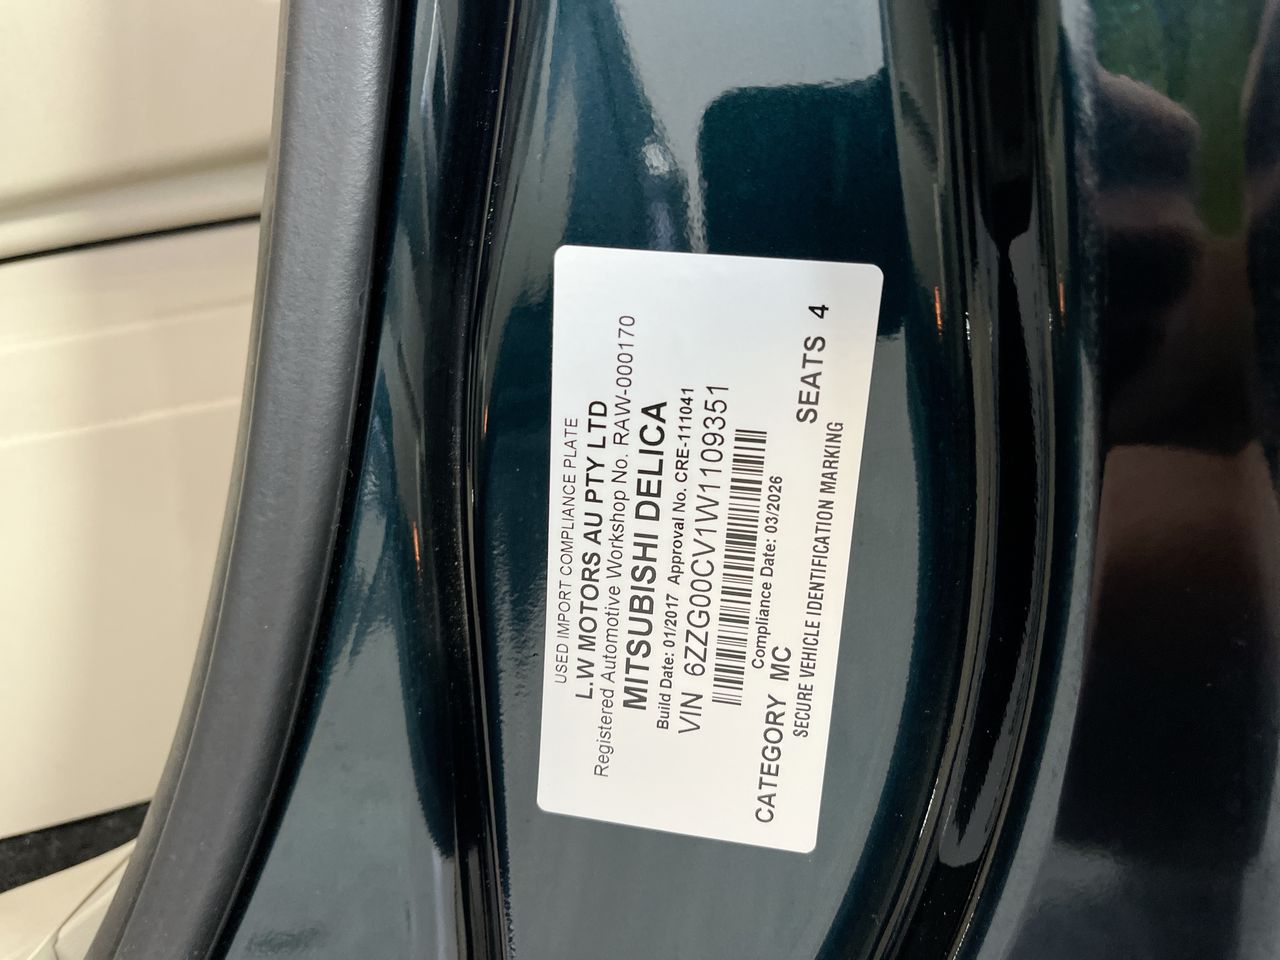 USED IMPORT COMPLIANCE PLATE
L.W MOTORS AU PTY LTD
Registered Automotive Workshop No. RAW-000170
MITSUBISHI DELICA
Build Date: 01/2017 Approval No. CRE-111041
VIN 6ZZG00CV1W1109351
Compliance Date: 03/2026
CATEGORY MC SEATS 4
SECURE VEHICLE IDENTIFICATION MARKING